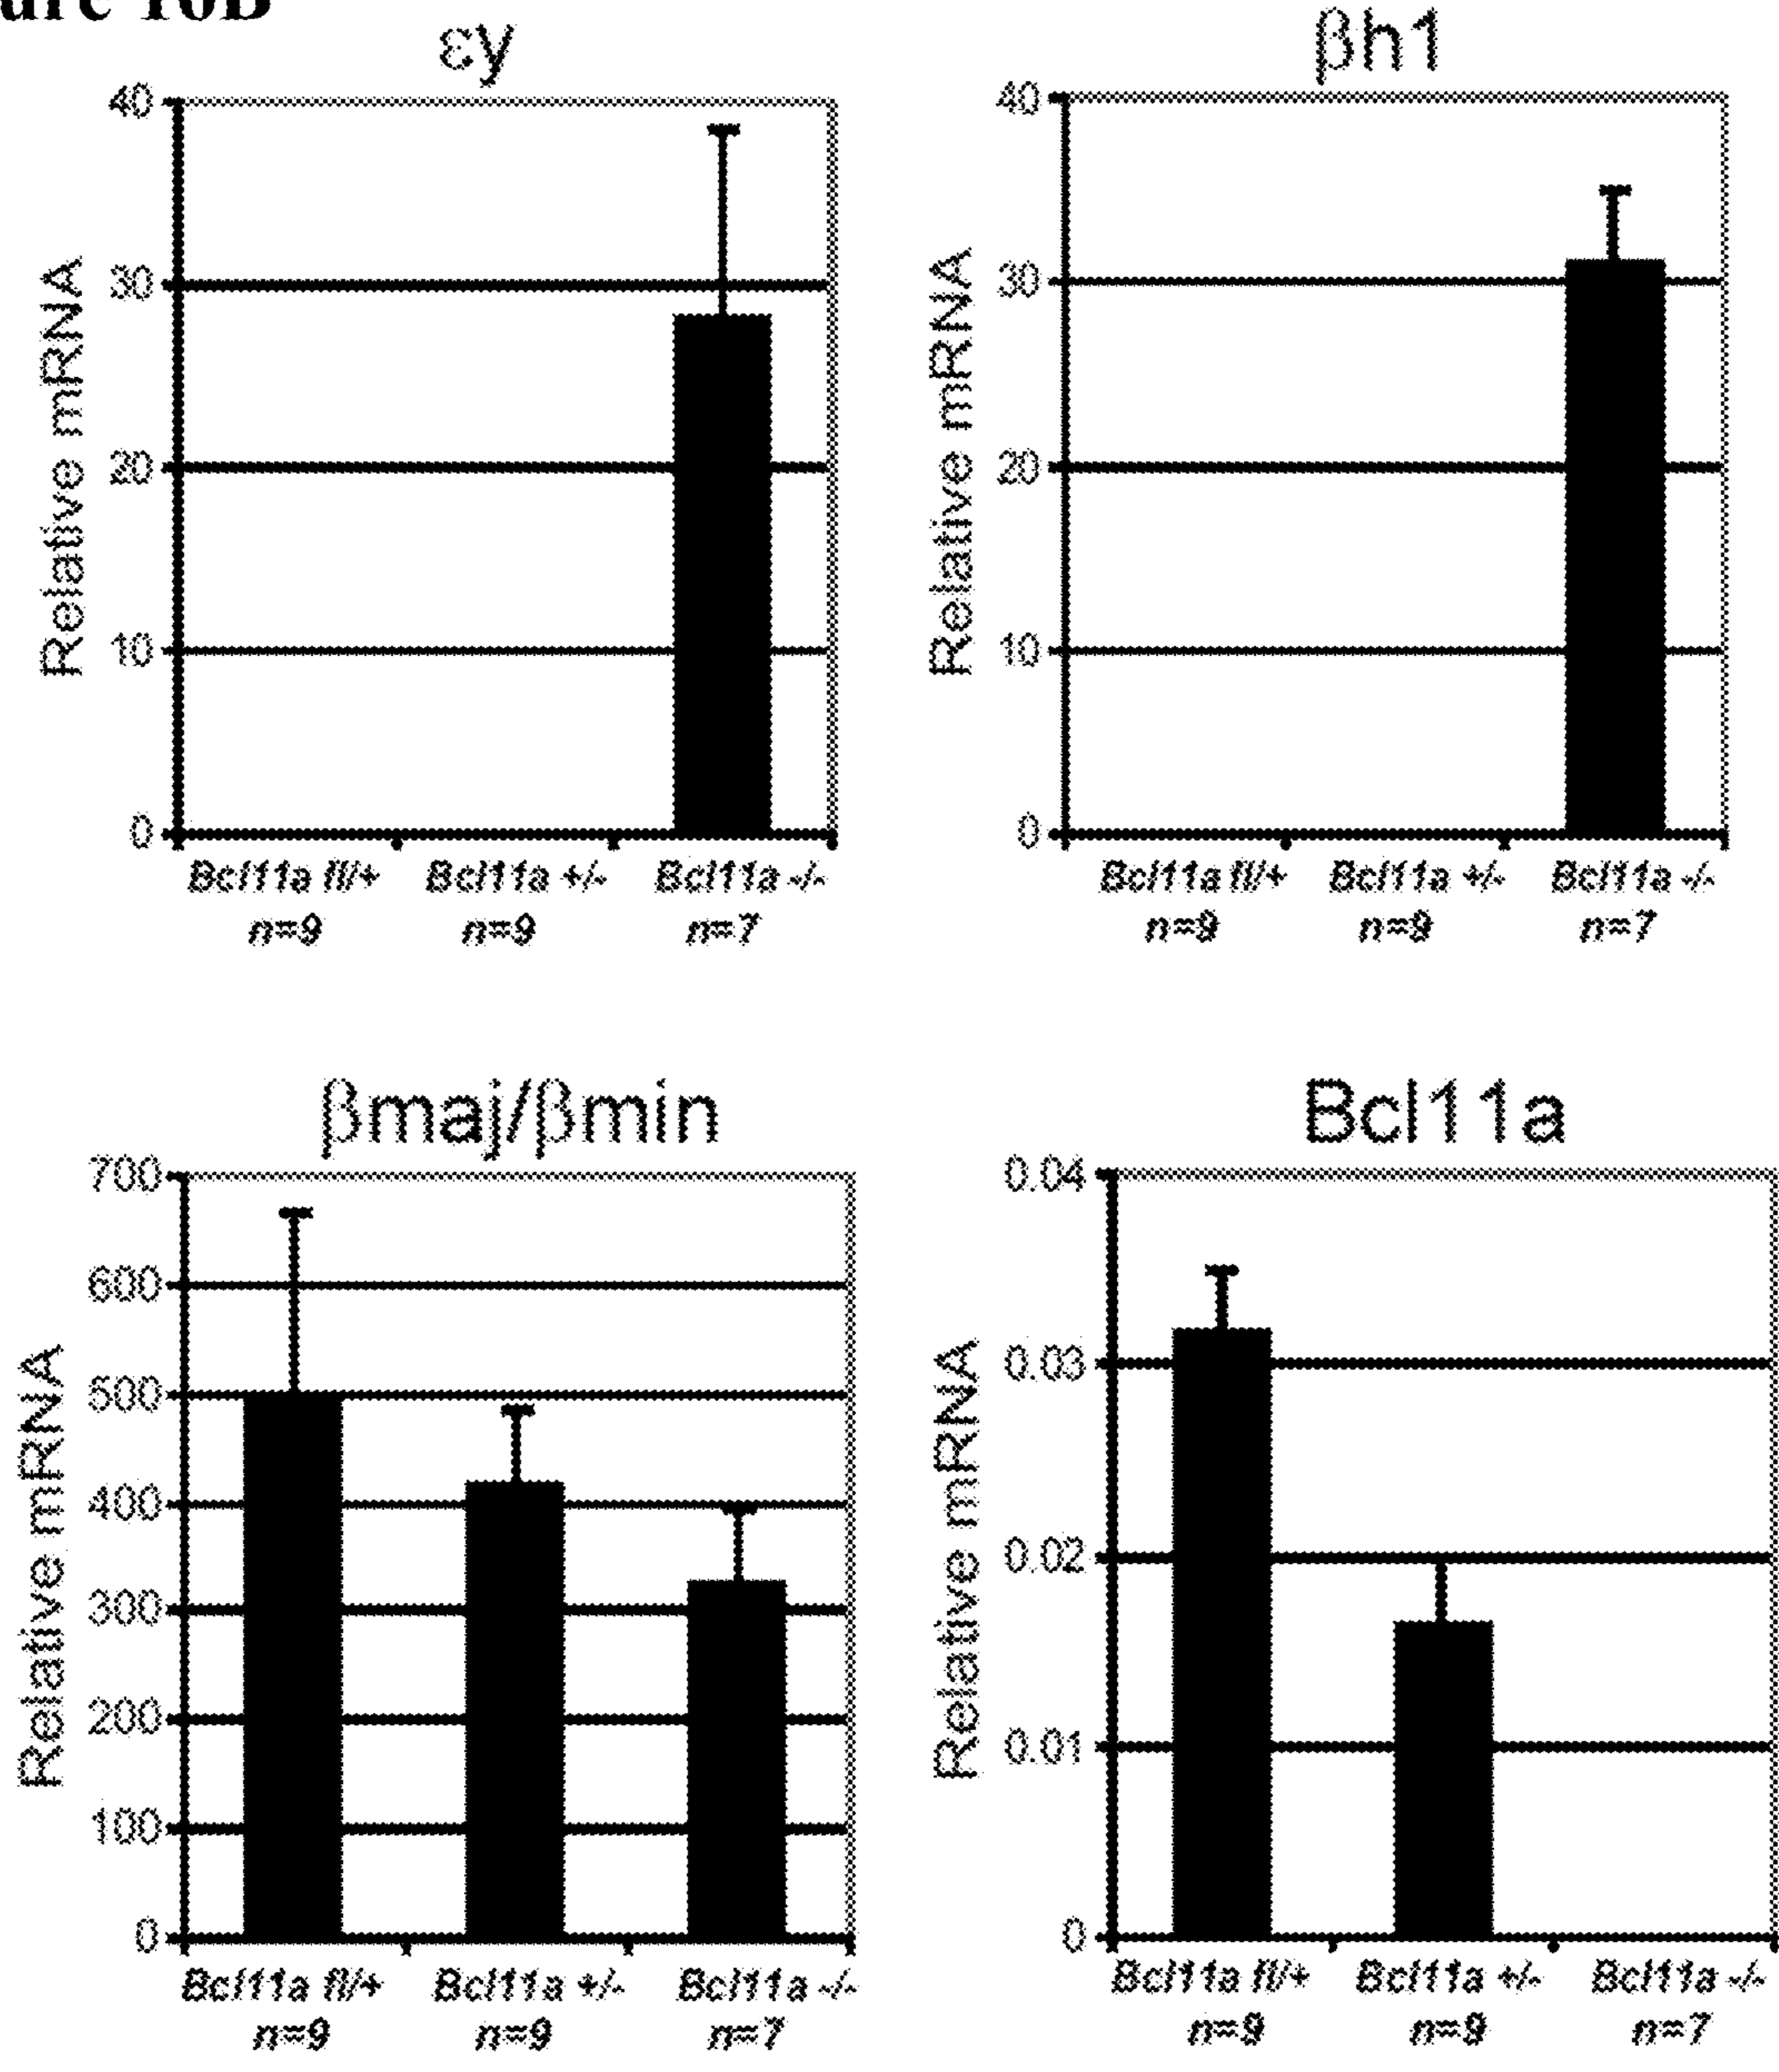 ure 16B
εy
40
30
20
10
0
Relative mRNA
Bcl11a fl/+ Bcl11a +/- Bcl11a -/-
n=9 n=9 n=7
βh1
40
30
20
10
0
Relative mRNA
Bcl11a fl/+ Bcl11a +/- Bcl11a -/-
n=9 n=9 n=7
βmaj/βmin
700
600
500
400
300
200
100
0
Relative mRNA
Bcl11a fl/+ Bcl11a +/- Bcl11a -/-
n=9 n=9 n=7
Bcl11a
0.04
0.03
0.02
0.01
0
Relative mRNA
Bcl11a fl/+ Bcl11a +/- Bcl11a -/-
n=9 n=9 n=7